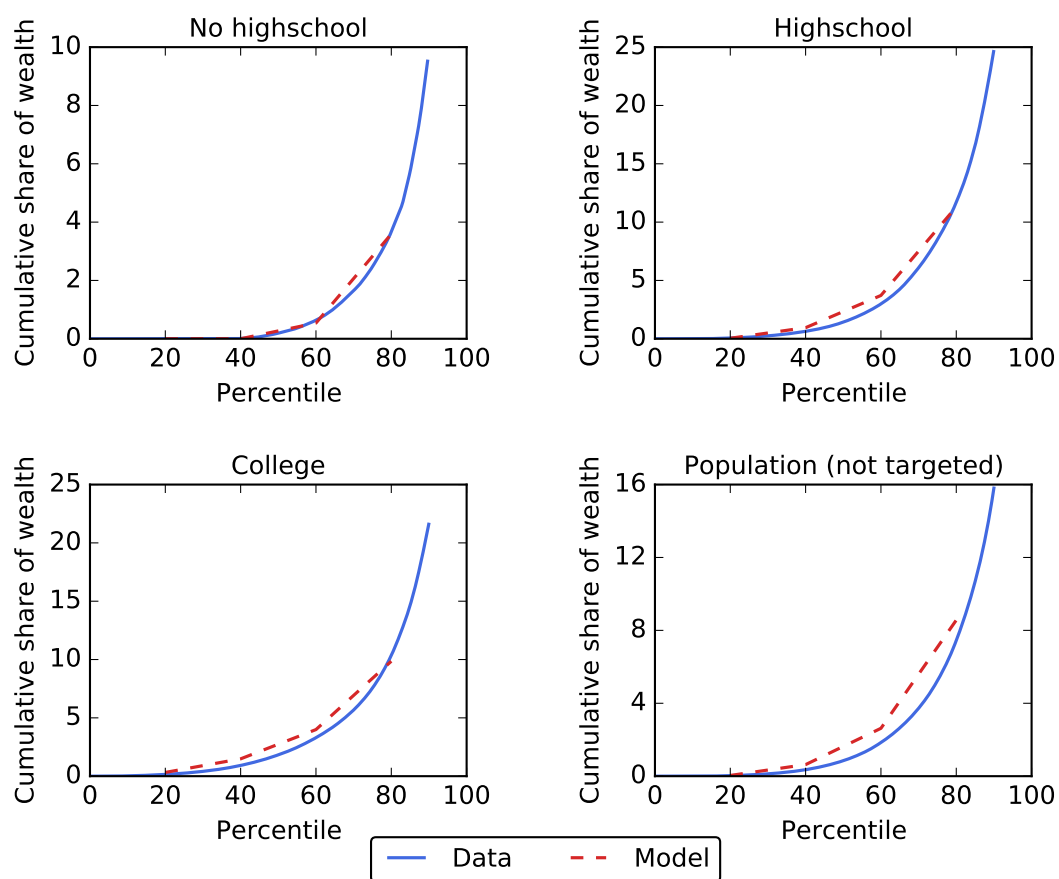 No highschool
Cumulative share of wealth
10
8
6
4
2
0
0 20 40 60 80 100
Percentile
Highschool
Cumulative share of wealth
25
20
15
10
5
0
0 20 40 60 80 100
Percentile
College
Cumulative share of wealth
25
20
15
10
5
0
0 20 40 60 80 100
Percentile
Population (not targeted)
Cumulative share of wealth
16
12
8
4
0
0 20 40 60 80 100
Percentile
Data Model